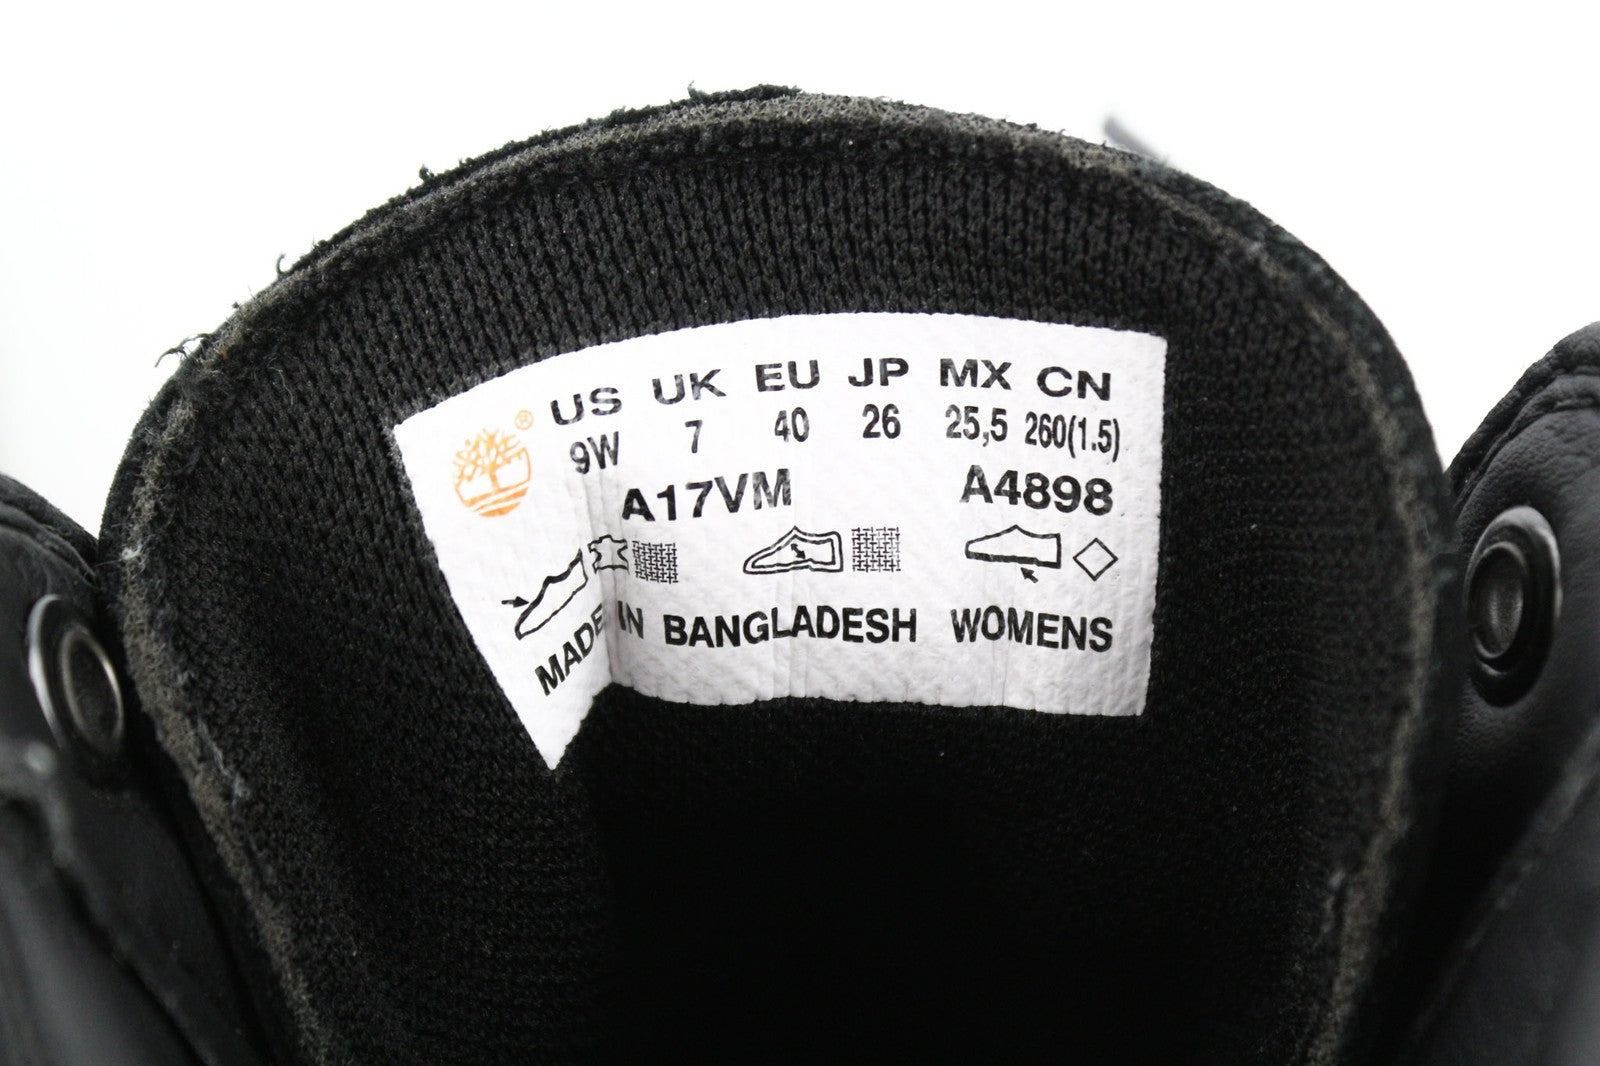 ® US UK EU JP MX CN
9W 7 40 26 25,5 260(1.5)
A17VM A4898
MADE IN BANGLADESH WOMENS